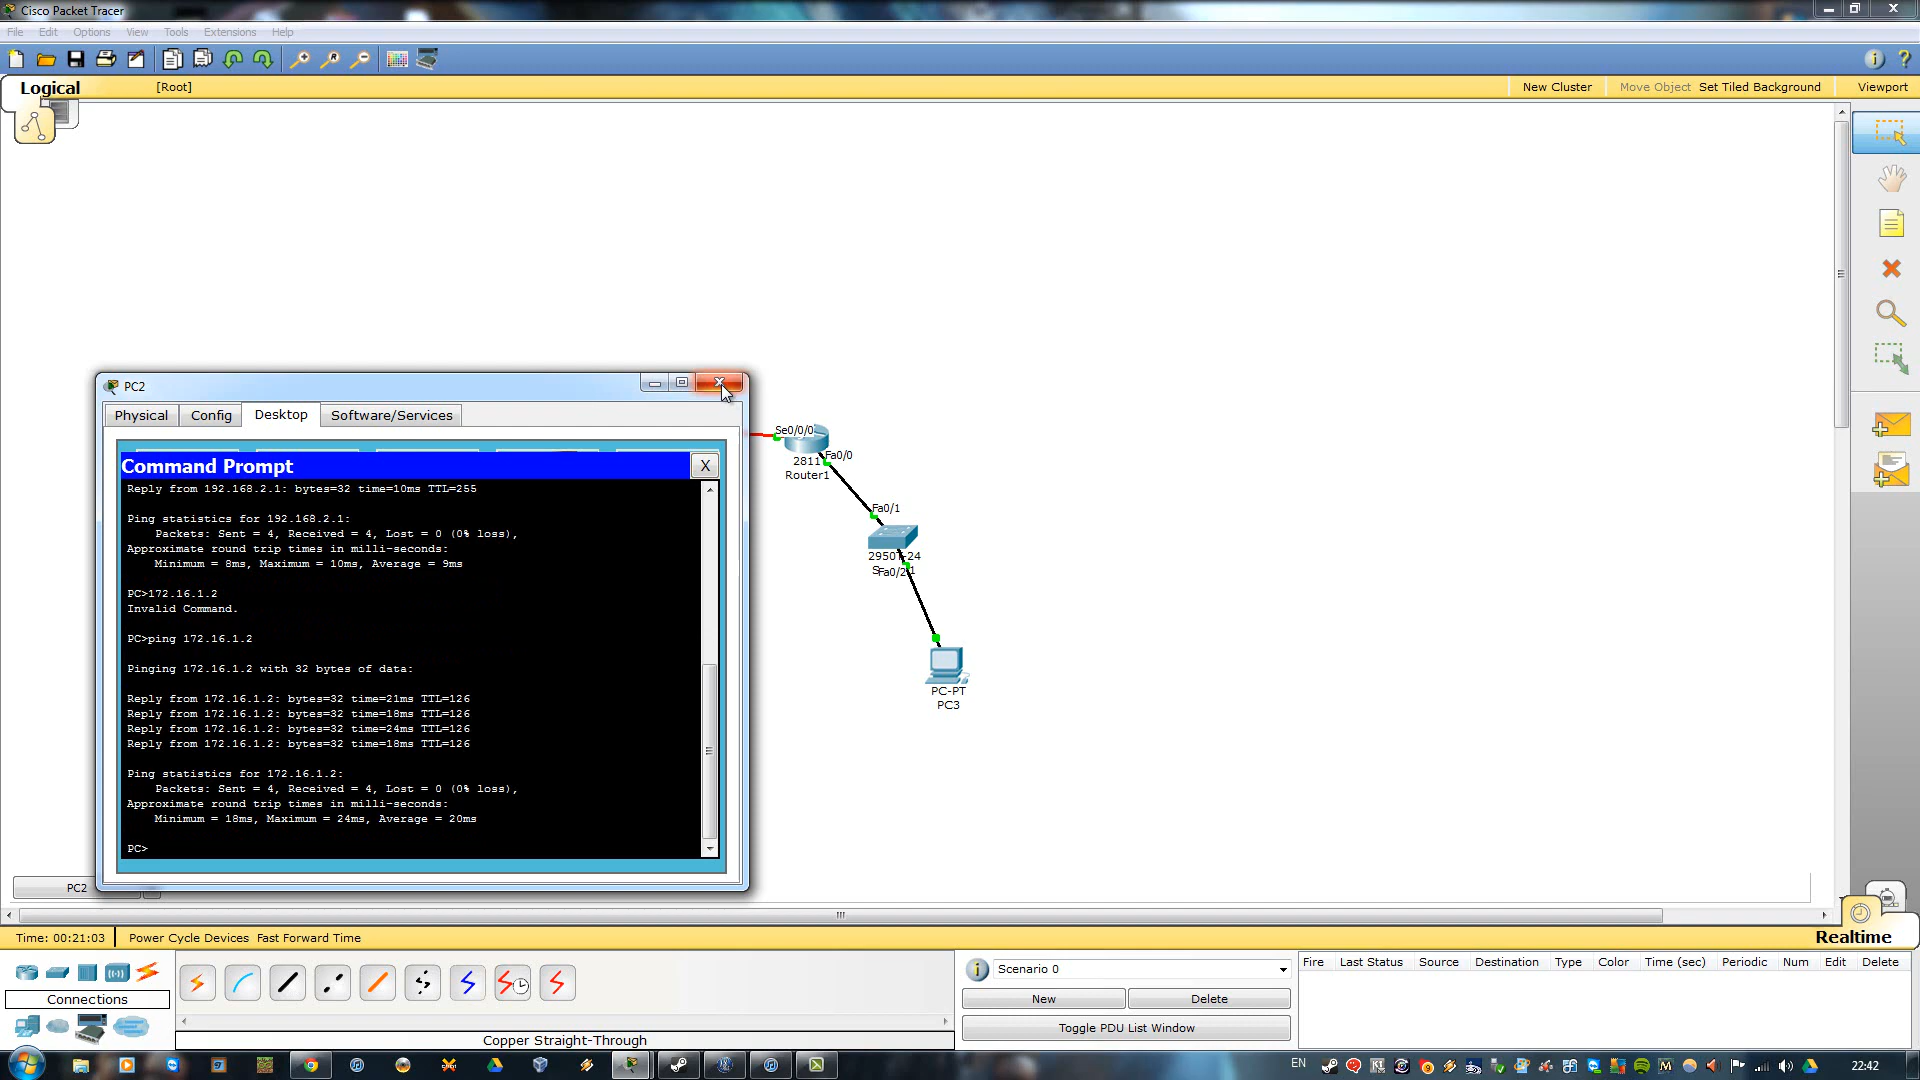 Cisco Packet Tracer
File Edit Options View Tools Extensions Help
Logical
[Root]
New Cluster Move Object Set Tiled Background Viewport
PC2
Physical Config Desktop Software/Services
Command Prompt X
Reply from 192.168.2.1: bytes=32 time=10ms TTL=255
Ping statistics for 192.168.2.1:
Packets: Sent = 4, Received = 4, Lost = 0 (0% loss),
Approximate round trip times in milli-seconds:
Minimum = 8ms, Maximum = 10ms, Average = 9ms
PC>172.16.1.2
Invalid Command.
PC>ping 172.16.1.2
Pinging 172.16.1.2 with 32 bytes of data:
Reply from 172.16.1.2: bytes=32 time=21ms TTL=126
Reply from 172.16.1.2: bytes=32 time=18ms TTL=126
Reply from 172.16.1.2: bytes=32 time=24ms TTL=126
Reply from 172.16.1.2: bytes=32 time=18ms TTL=126
Ping statistics for 172.16.1.2:
Packets: Sent = 4, Received = 4, Lost = 0 (0% loss),
Approximate round trip times in milli-seconds:
Minimum = 18ms, Maximum = 24ms, Average = 20ms
PC>
Se0/0/0
Fa0/0
2811
Router1
Fa0/1
2950T-24
Fa0/2
PC-PT
PC3
PC2
Time: 00:21:03 Power Cycle Devices Fast Forward Time
Realtime
Connections
Copper Straight-Through
Scenario 0
New Delete
Toggle PDU List Window
Fire Last Status Source Destination Type Color Time (sec) Periodic Num Edit Delete
EN
22:42